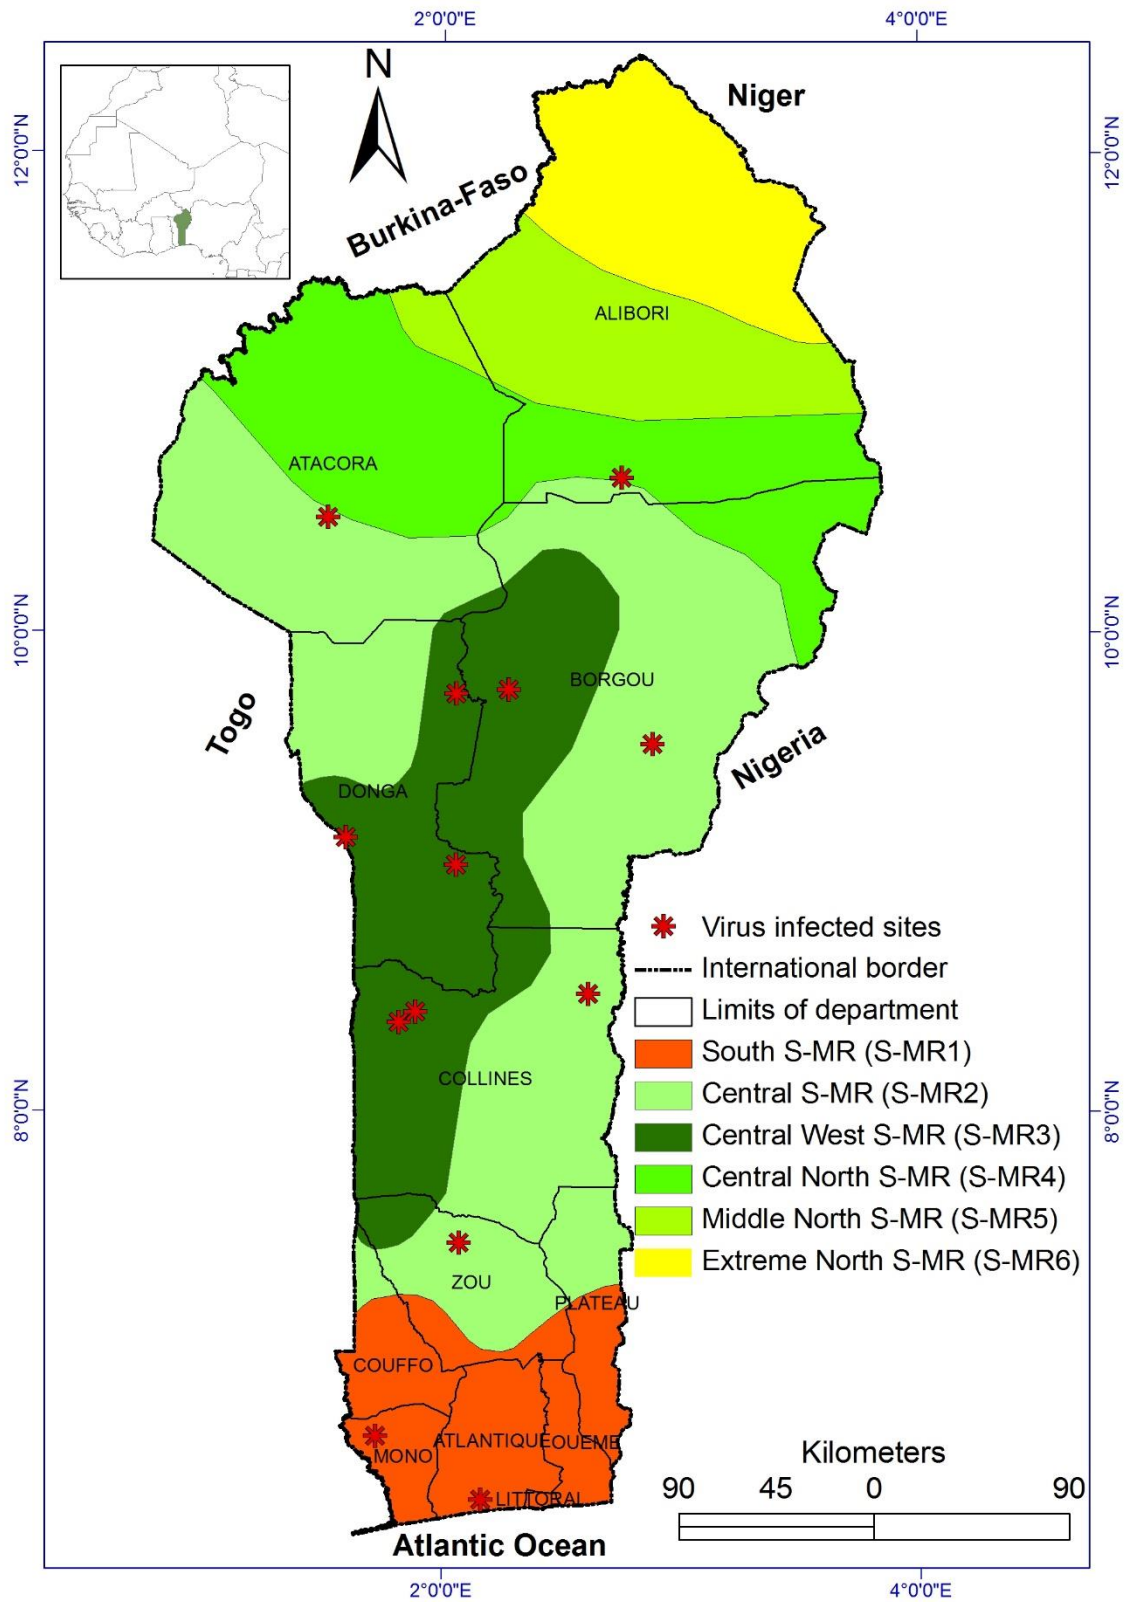 2°0'0"E
4°0'0"E
N
Niger
12°0'0"N
12°0'0"N
Burkina-Faso
ALIBORI
ATACORA
10°0'0"N
10°0'0"N
BORGOU
Togo
Nigeria
DONGA
Virus infected sites
International border
Limits of department
South S-MR (S-MR1)
COLLINES
Central S-MR (S-MR2)
8°0'0"N
8°0'0"N
Central West S-MR (S-MR3)
Central North S-MR (S-MR4)
Middle North S-MR (S-MR5)
Extreme North S-MR (S-MR6)
ZOU
PLATEAU
COUFFO
ATLANTIQUE
OUEME
MONO
LITTORAL
Kilometers
90 45 0 90
Atlantic Ocean
2°0'0"E
4°0'0"E